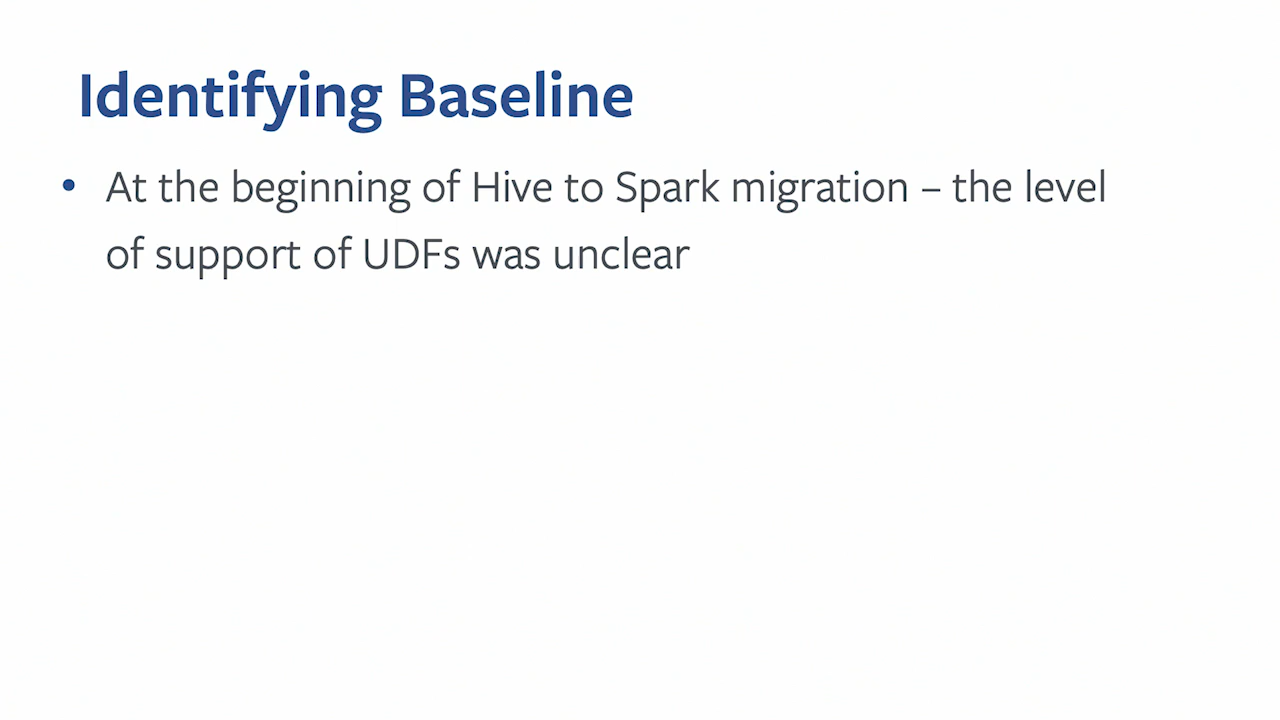 Identifying Baseline
• At the beginning of Hive to Spark migration – the level
of support of UDFs was unclear